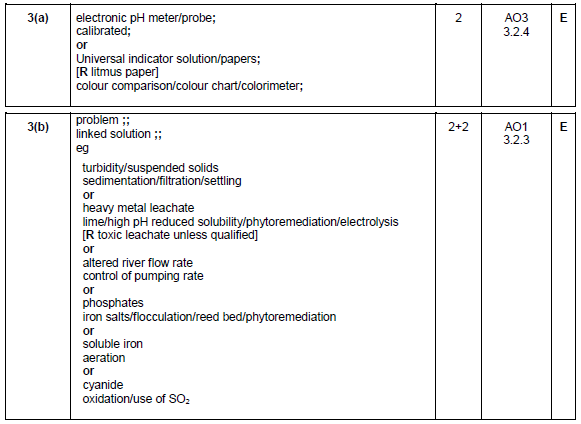 3(a) electronic pH meter/probe; 2 AO3 E
calibrated; 3.2.4
or
Universal indicator solution/papers;
[R litmus paper]
colour comparison/colour chart/colorimeter;
3(b) problem ;; 2+2 AO1 E
linked solution ;; 3.2.3
eg
turbidity/suspended solids
sedimentation/filtration/settling
or
heavy metal leachate
lime/high pH reduced solubility/phytoremediation/electrolysis
[R toxic leachate unless qualified]
or
altered river flow rate
control of pumping rate
or
phosphates
iron salts/flocculation/reed bed/phytoremediation
or
soluble iron
aeration
or
cyanide
oxidation/use of SO₂